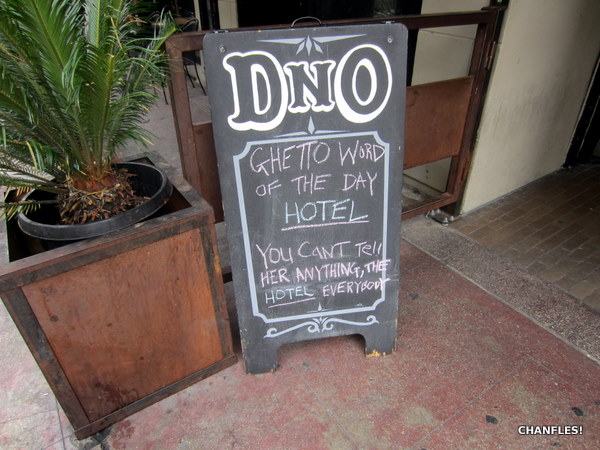 DNO
GHETTO WORD
OF THE DAY
HOTEL
YOU CANT Tell
HER ANYTHING, THE
HOTEL EVERYBODY
CHANFLES!